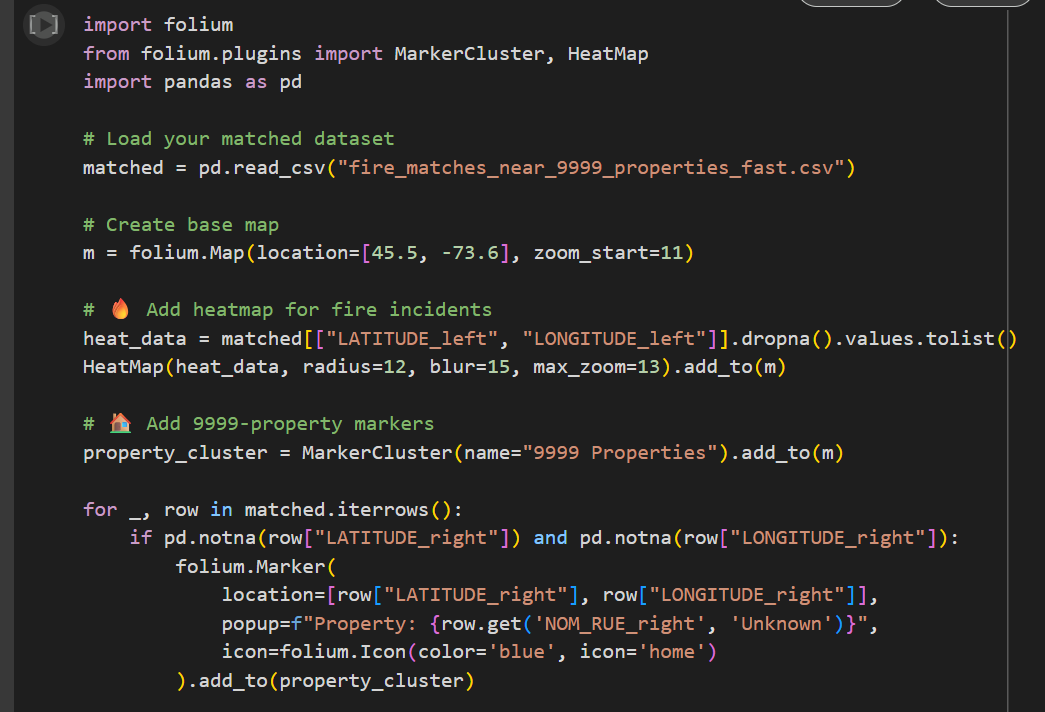 import folium
from folium.plugins import MarkerCluster, HeatMap
import pandas as pd
# Load your matched dataset
matched = pd.read_csv("fire_matches_near_9999_properties_fast.csv")
# Create base map
m = folium.Map(location=[45.5, -73.6], zoom_start=11)
# 🔥 Add heatmap for fire incidents
heat_data = matched[["LATITUDE_left", "LONGITUDE_left"]].dropna().values.tolist()
HeatMap(heat_data, radius=12, blur=15, max_zoom=13).add_to(m)
# 🏠 Add 9999-property markers
property_cluster = MarkerCluster(name="9999 Properties").add_to(m)
for _, row in matched.iterrows():
    if pd.notna(row["LATITUDE_right"]) and pd.notna(row["LONGITUDE_right"]):
        folium.Marker(
            location=[row["LATITUDE_right"], row["LONGITUDE_right"]],
            popup=f"Property: {row.get('NOM_RUE_right', 'Unknown')}",
            icon=folium.Icon(color='blue', icon='home')
        ).add_to(property_cluster)